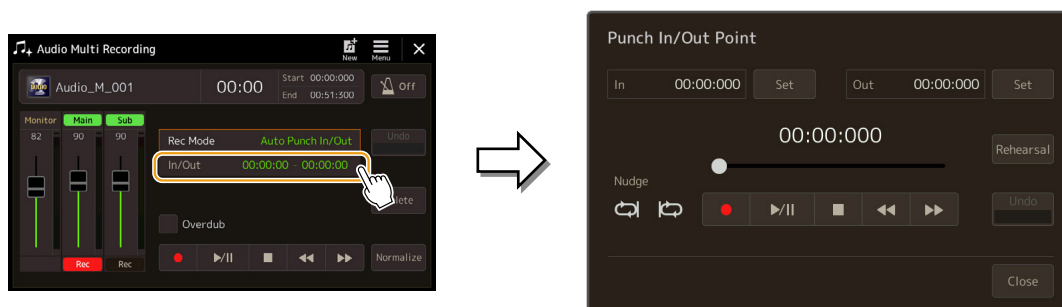 Audio Multi Recording
New
Menu
Audio_M_001
00:00
Start 00:00:000
End 00:51:300
Off
Monitor Main Sub
82 90 90
Rec Mode Auto Punch In/Out
Undo
In/Out 00:00:00 - 00:00:00
Overdub
Rec Rec
Normalize
Punch In/Out Point
In 00:00:000 Set
Out 00:00:000 Set
00:00:000
Rehearsal
Nudge
Undo
Close